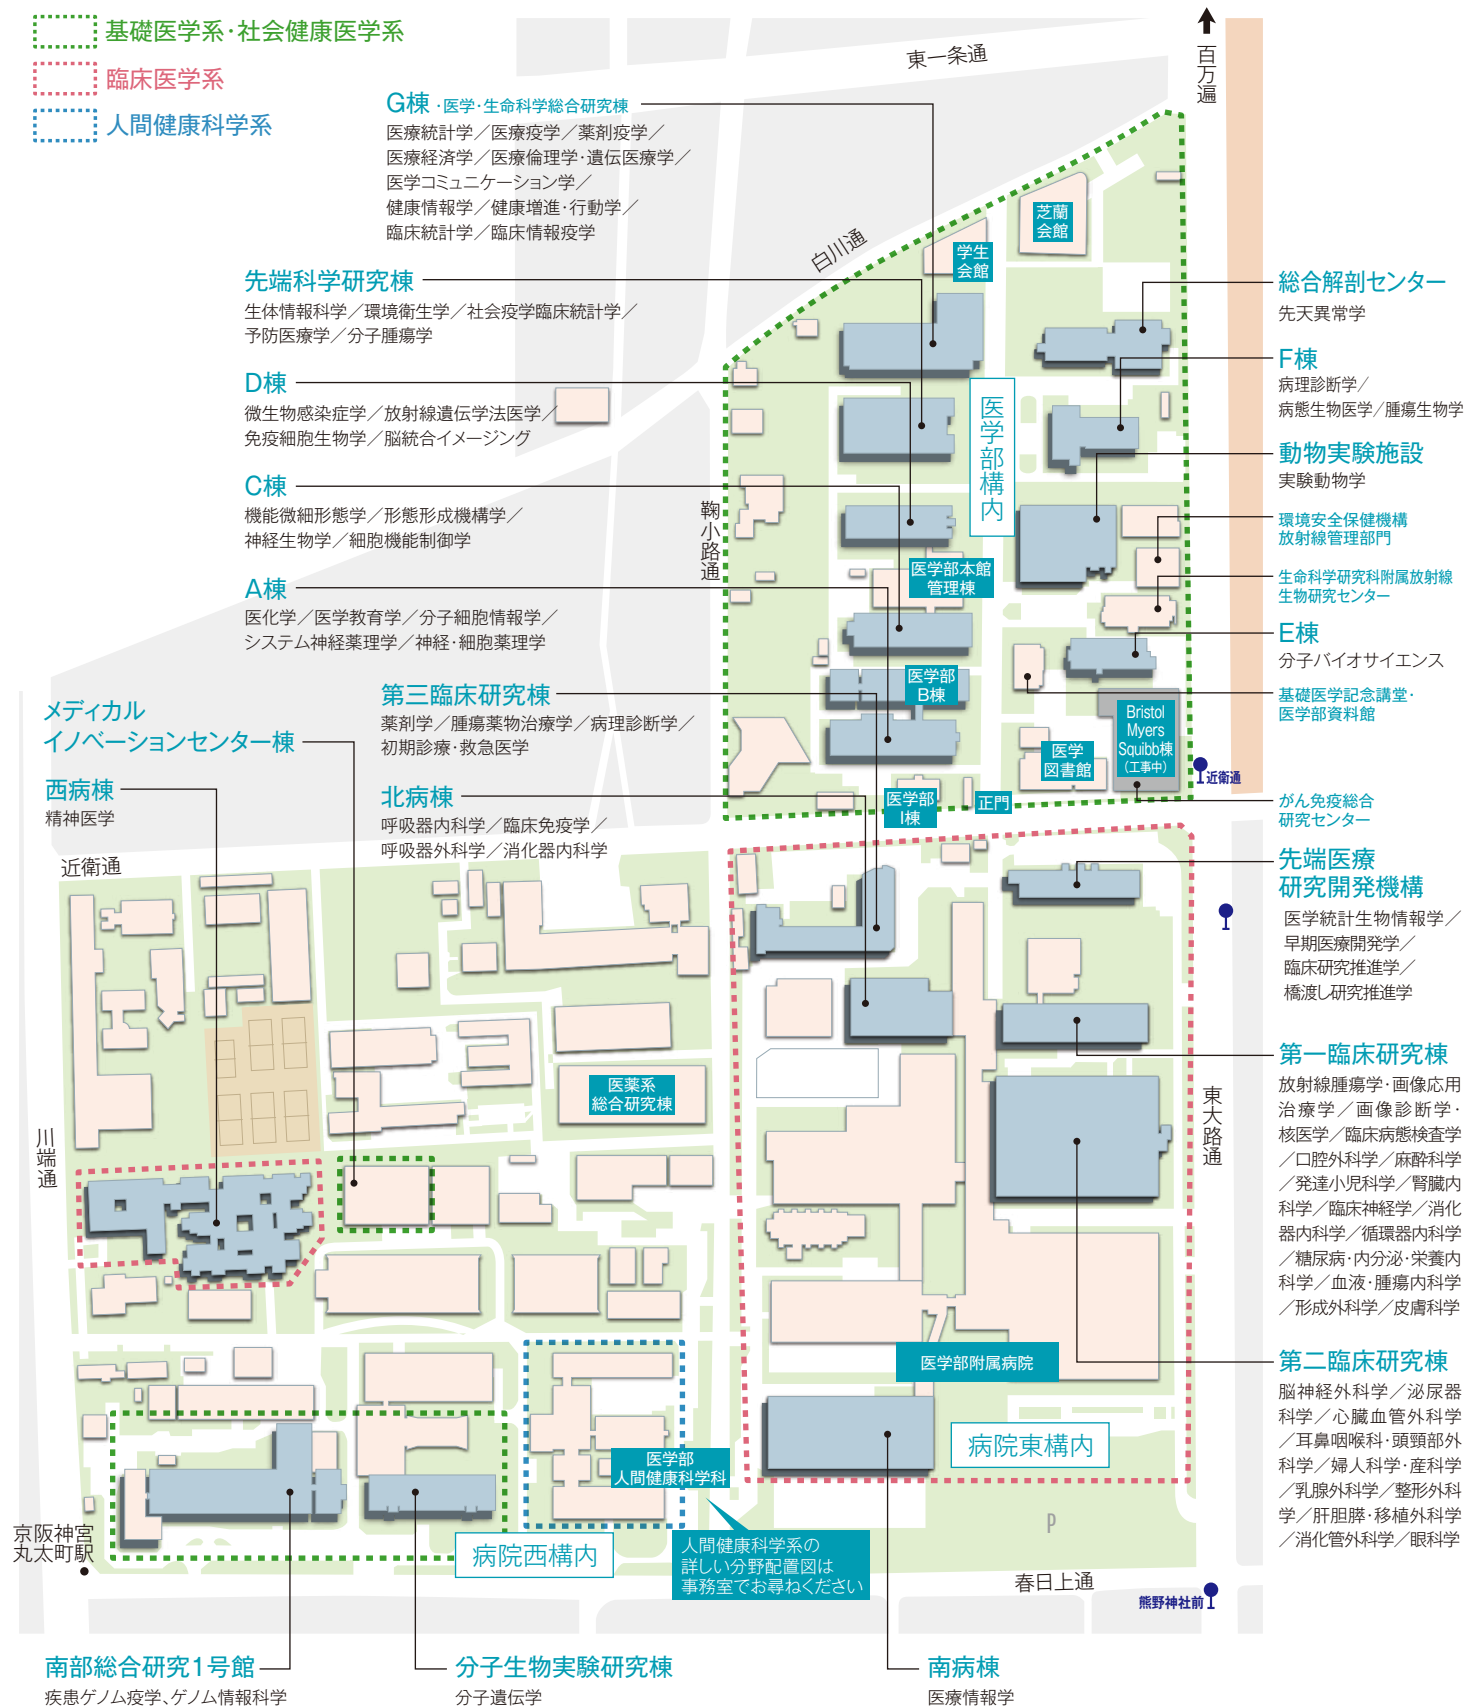 基礎医学系・社会健康医学系
臨床医学系
人間健康科学系
東一条通
百万遍
G棟 ・医学・生命科学総合研究棟
医療統計学／医療疫学／薬剤疫学／
医療経済学／医療倫理学・遺伝医療学／
医学コミュニケーション学／
健康情報学／健康増進・行動学／
臨床統計学／臨床情報疫学
白川通
芝蘭
会館
学生
会館
先端科学研究棟
生体情報科学／環境衛生学／社会疫学臨床統計学／
予防医療学／分子腫瘍学
総合解剖センター
先天異常学
D棟
微生物感染症学／放射線遺伝学法医学／
免疫細胞生物学／脳統合イメージング
F棟
病理診断学／
病態生物医学／腫瘍生物学
医学部構内
動物実験施設
実験動物学
C棟
機能微細形態学／形態形成機構学／
神経生物学／細胞機能制御学
鞠小路通
環境安全保健機構
放射線管理部門
医学部本館
管理棟
生命科学研究科附属放射線
生物研究センター
A棟
医化学／医学教育学／分子細胞情報学／
システム神経薬理学／神経・細胞薬理学
E棟
分子バイオサイエンス
医学部
B棟
基礎医学記念講堂・
医学部資料館
第三臨床研究棟
薬剤学／腫瘍薬物治療学／病理診断学／
初期診療・救急医学
メディカル
イノベーションセンター棟
Bristol
Myers
Squibb棟
（工事中）
医学
図書館
近衛通
西病棟
精神医学
北病棟
呼吸器内科学／臨床免疫学／
呼吸器外科学／消化器内科学
医学部
I棟
正門
がん免疫総合
研究センター
近衛通
先端医療
研究開発機構
医学統計生物情報学／
早期医療開発学／
臨床研究推進学／
橋渡し研究推進学
第一臨床研究棟
放射線腫瘍学・画像応用
治療学／画像診断学・
核医学／臨床病態検査学
／口腔外科学／麻酔科学
／発達小児科学／腎臓内
科学／臨床神経学／消化
器内科学／循環器内科学
／糖尿病・内分泌・栄養内
科学／血液・腫瘍内科学
／形成外科学／皮膚科学
医薬系
総合研究棟
川端通
東大路通
医学部附属病院
第二臨床研究棟
脳神経外科学／泌尿器
科学／心臓血管外科学
／耳鼻咽喉科・頭頸部外
科学／婦人科学・産科学
／乳腺外科学／整形外科
学／肝胆膵・移植外科学
／消化管外科学／眼科学
病院東構内
医学部
人間健康科学科
P
京阪神宮
丸太町駅
病院西構内
人間健康科学系の
詳しい分野配置図は
事務室でお尋ねください
春日上通
熊野神社前
南部総合研究1号館
疾患ゲノム疫学、ゲノム情報科学
分子生物実験研究棟
分子遺伝学
南病棟
医療情報学